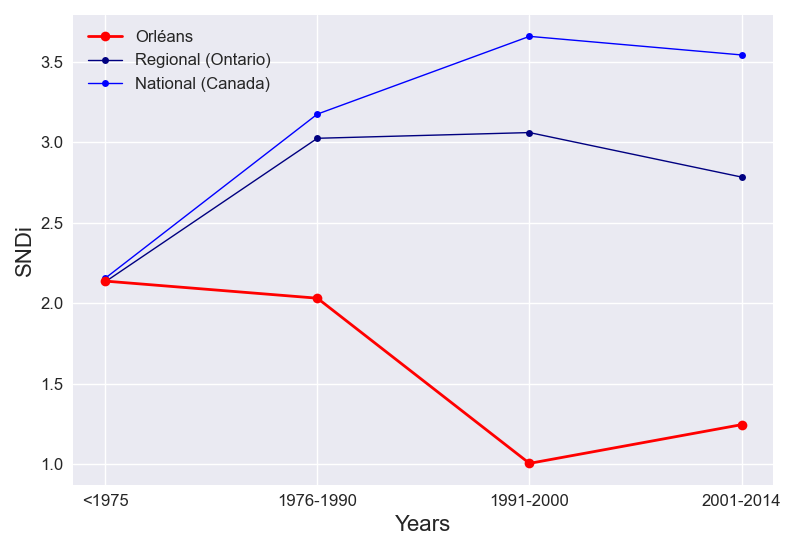 Orléans
Regional (Ontario)
National (Canada)
3.5
3.0
2.5
2.0
1.5
1.0
SNDi
<1975 1976-1990 1991-2000 2001-2014
Years